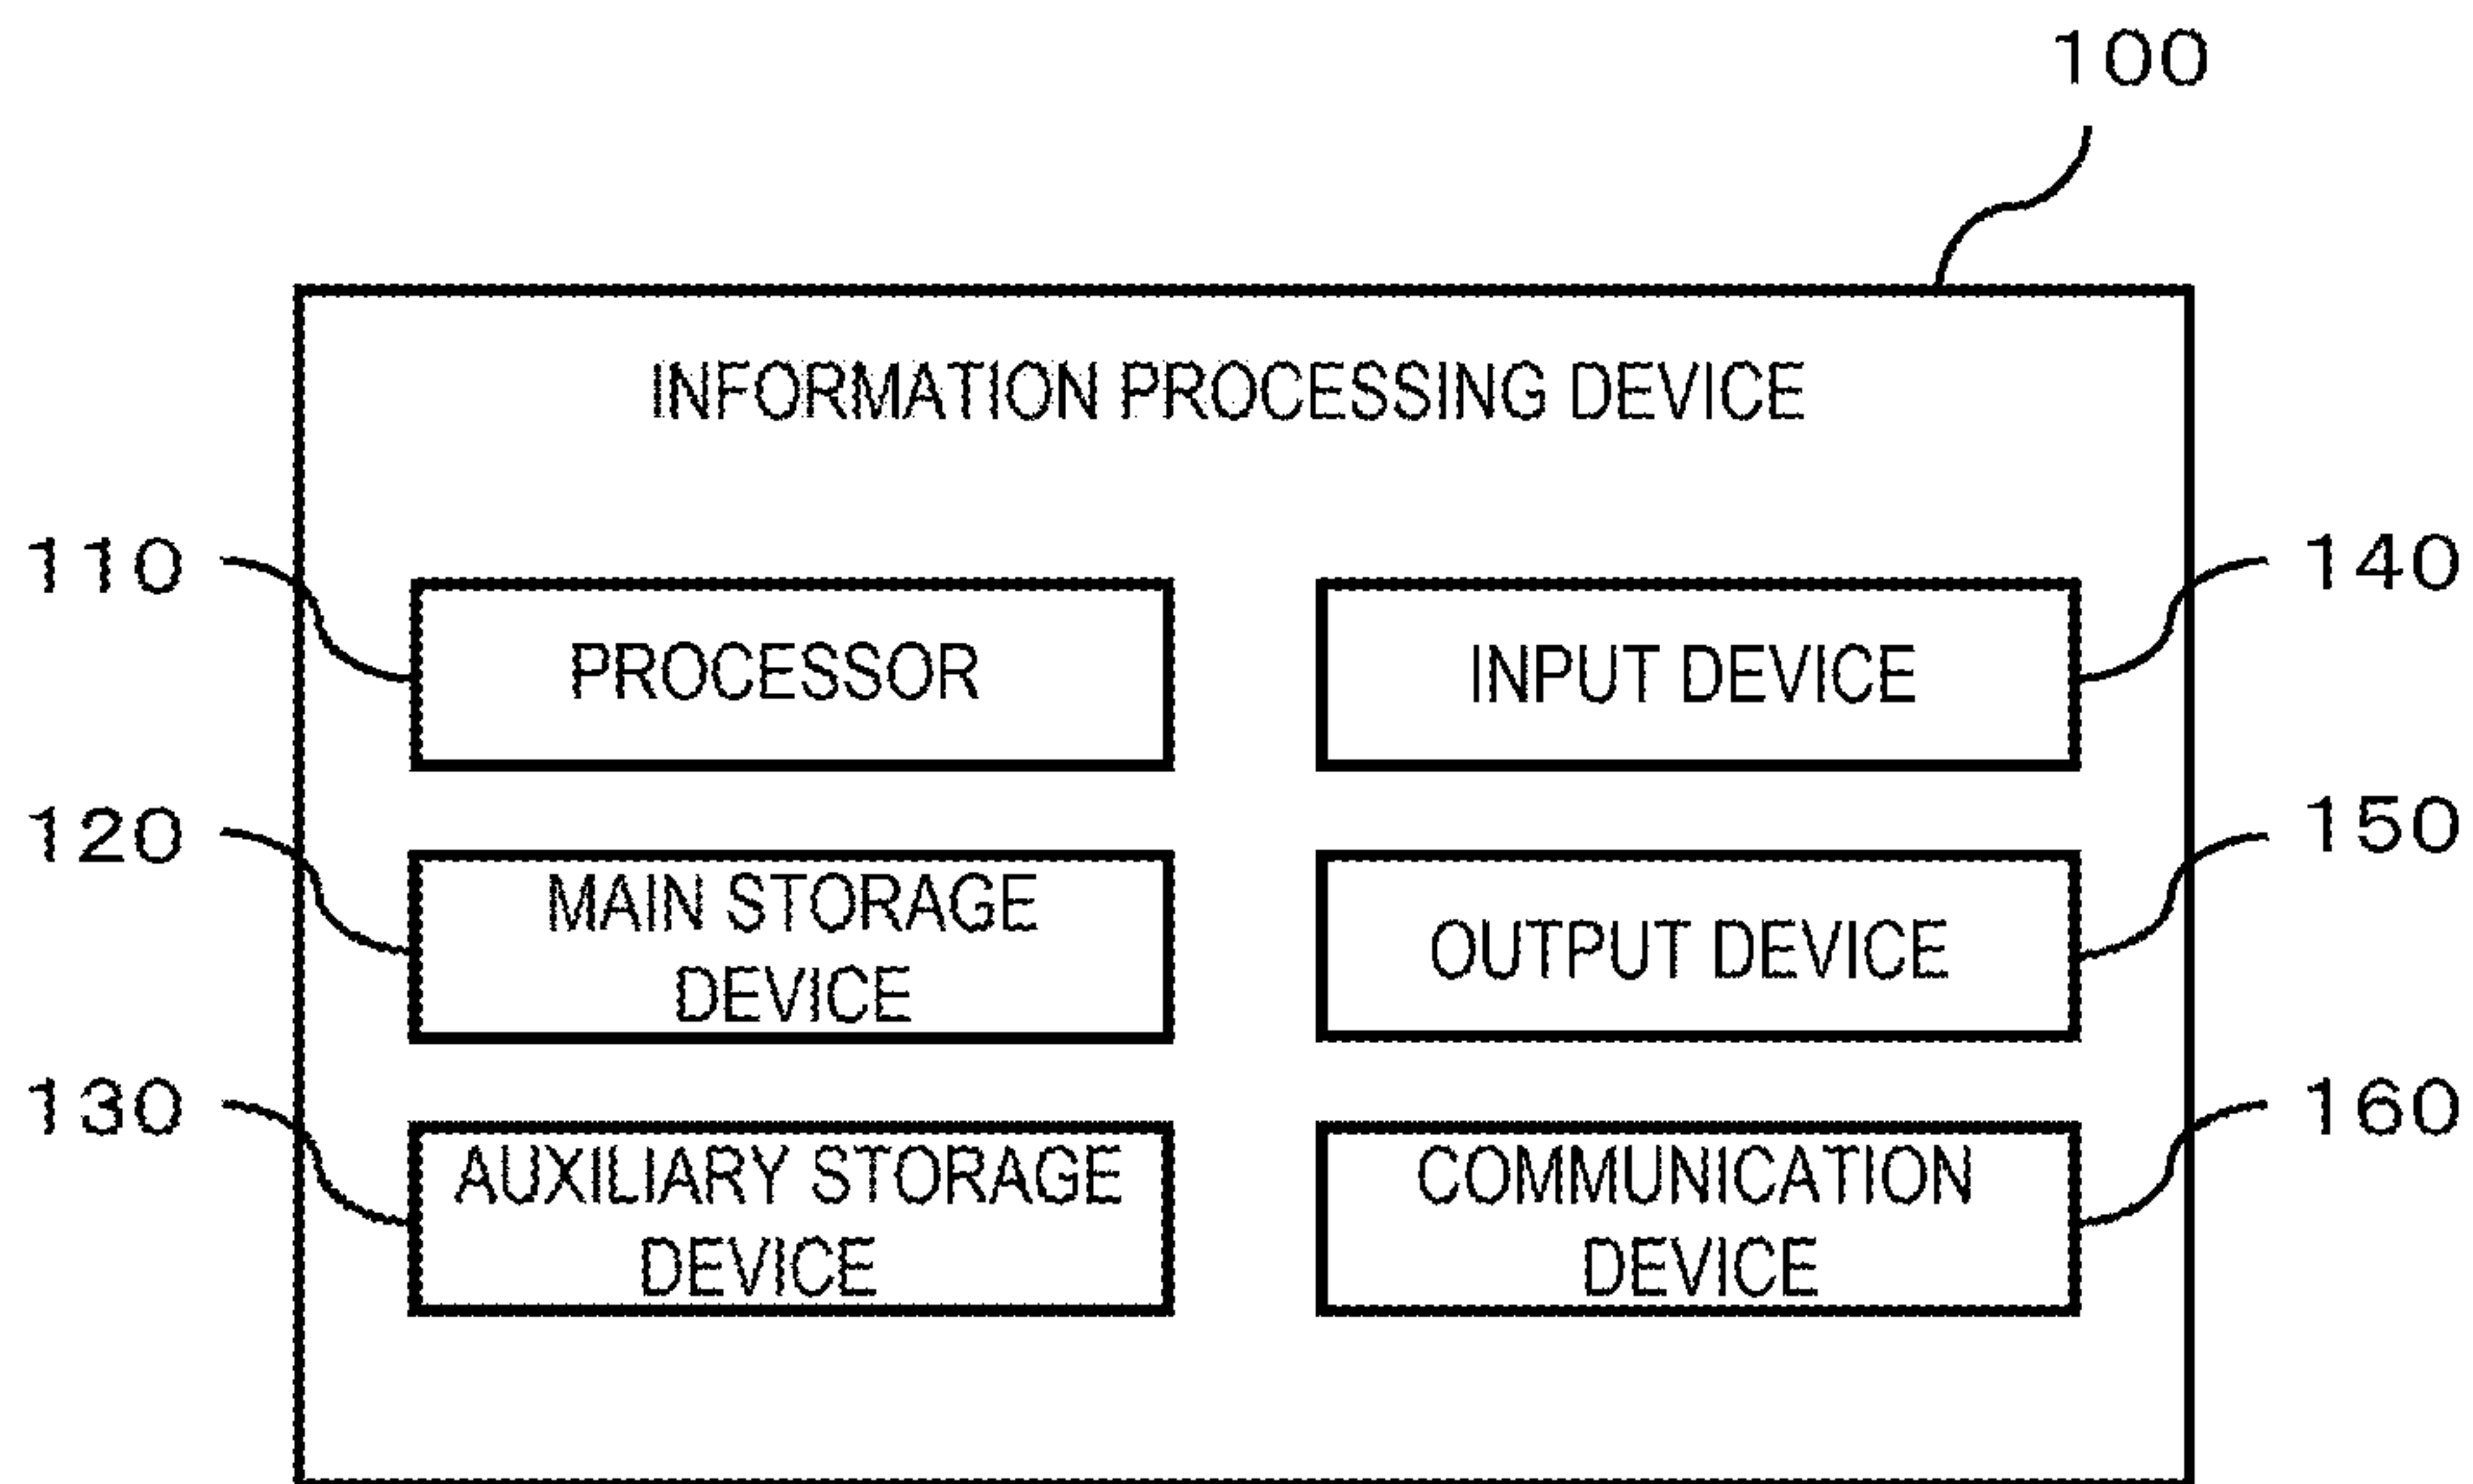 100
INFORMATION PROCESSING DEVICE
110
PROCESSOR
INPUT DEVICE
140
120
MAIN STORAGE
DEVICE
OUTPUT DEVICE
150
130
AUXILIARY STORAGE
DEVICE
COMMUNICATION
DEVICE
160